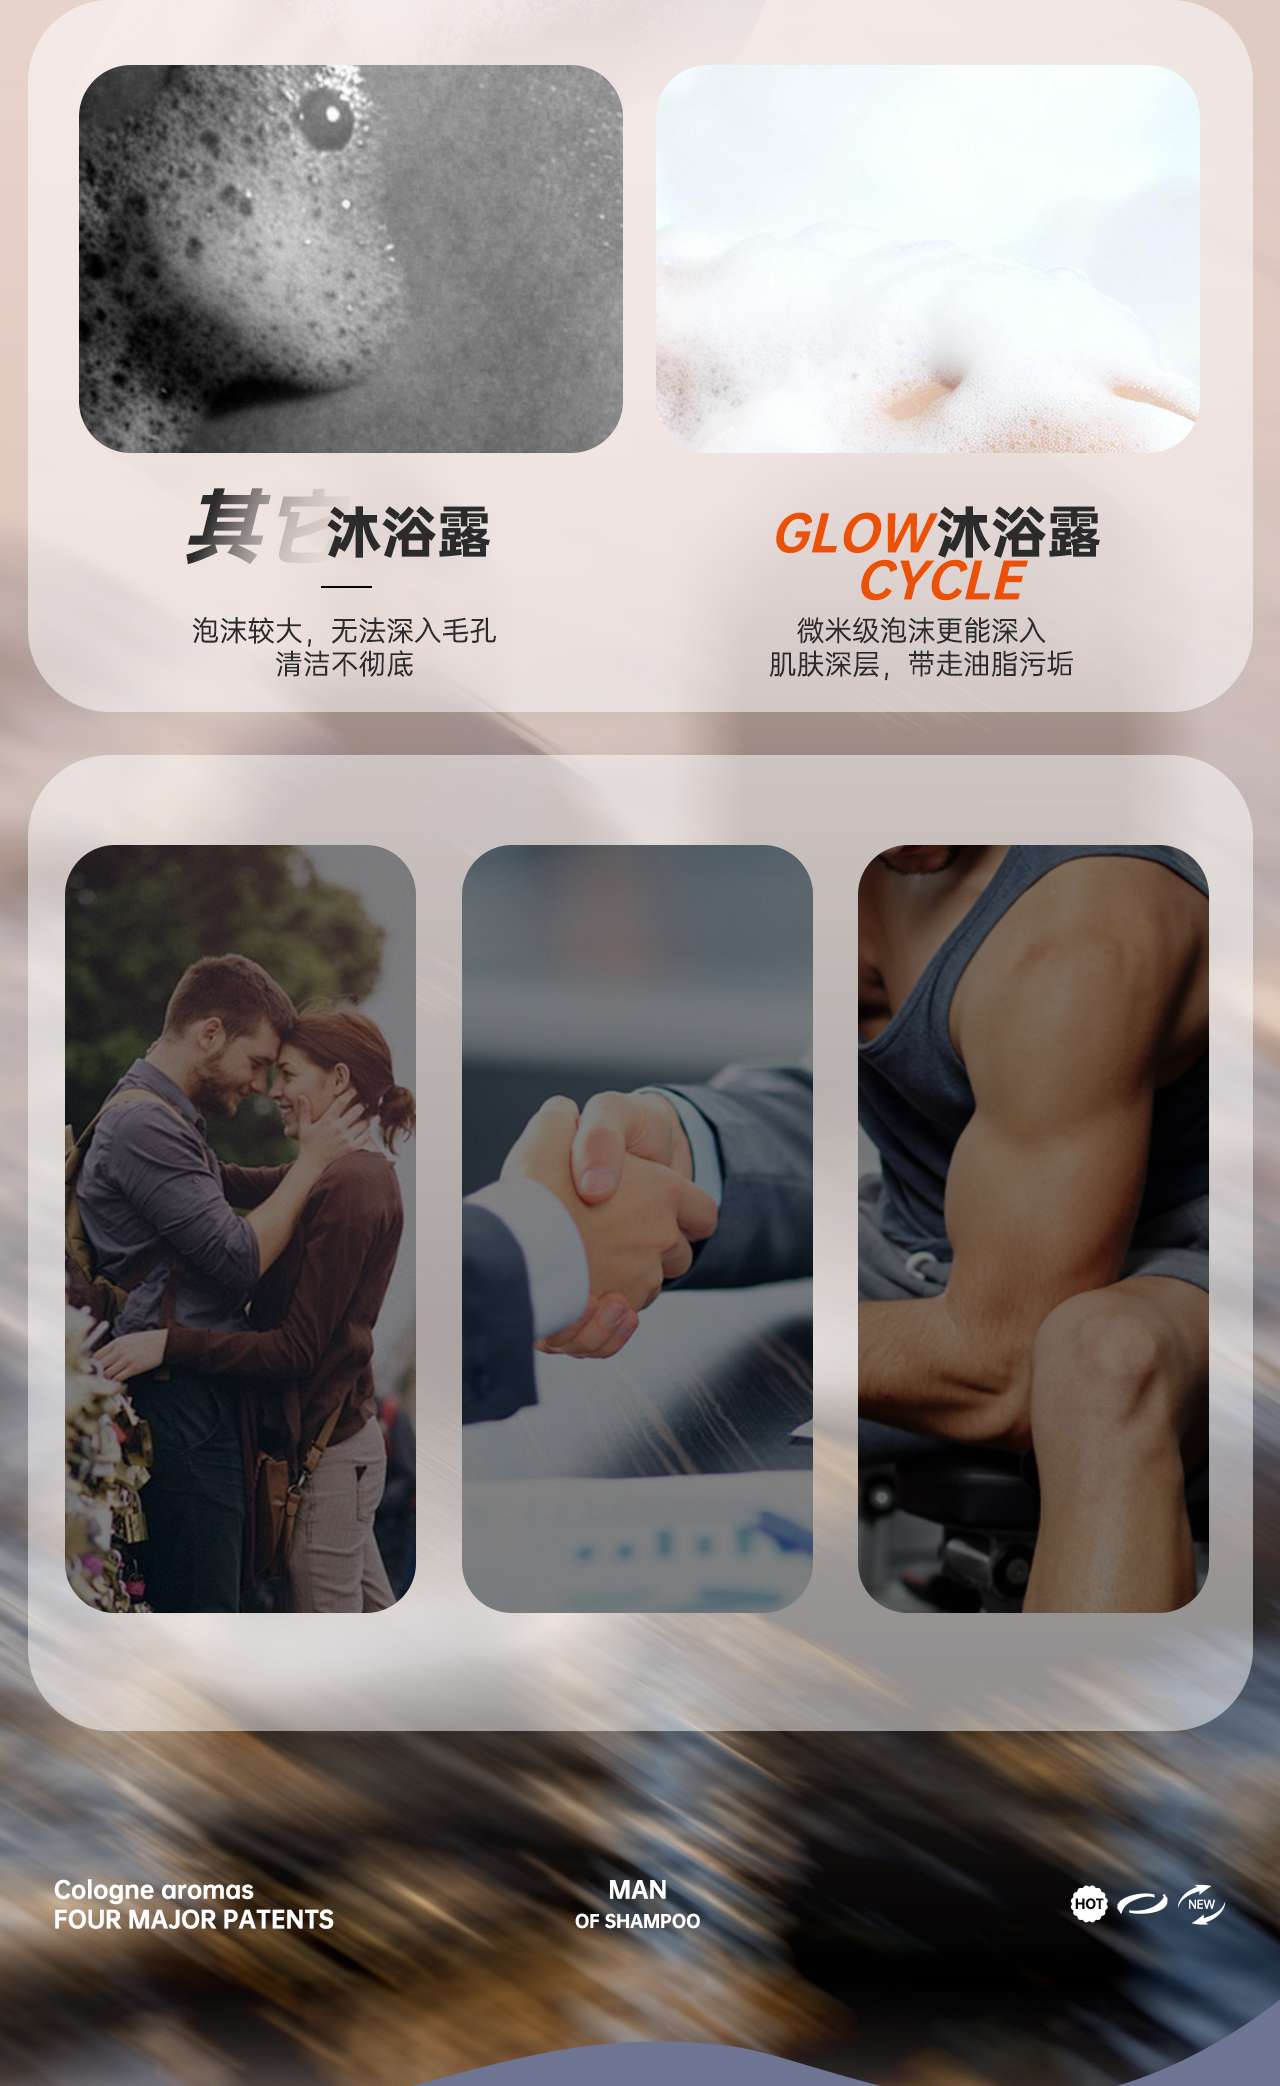 其它沐浴露
泡沫较大，无法深入毛孔
清洁不彻底
GLOW沐浴露
CYCLE
微米级泡沫更能深入
肌肤深层，带走油脂污垢
Cologne aromas
FOUR MAJOR PATENTS
MAN
OF SHAMPOO
HOT
NEW